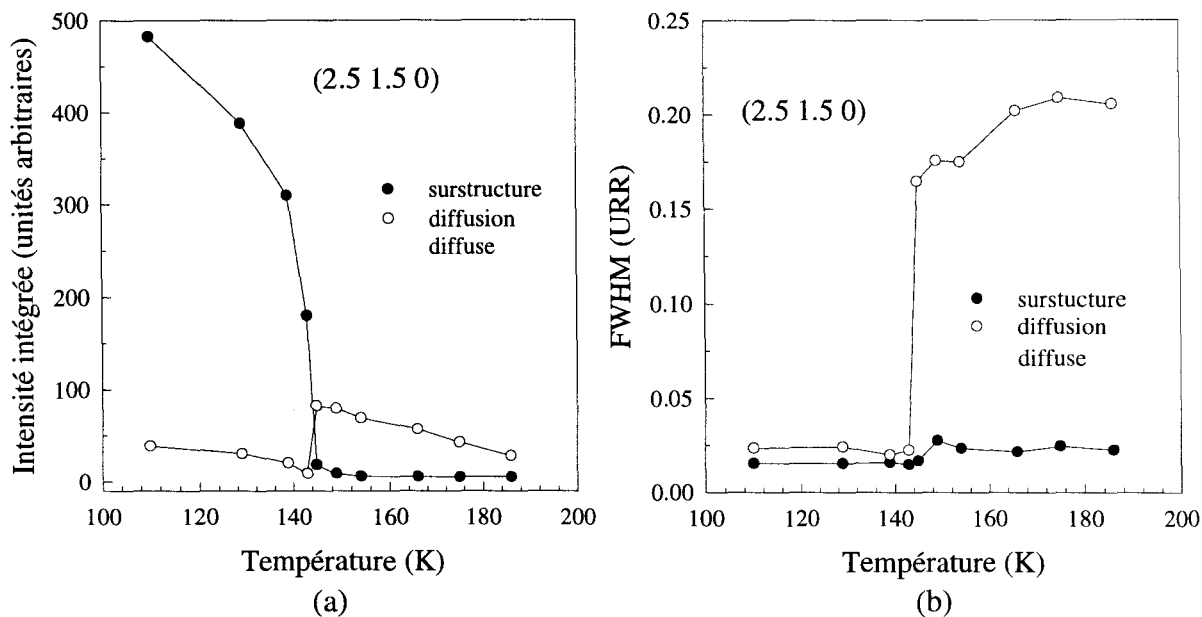 500
400
300
200
100
0
Intensité intégrée (unités arbitraires)
(2.5 1.5 0)
surstructure
diffusion
diffuse
100
120
140
160
180
200
Température (K)
(a)
0.25
0.20
0.15
0.10
0.05
0.00
FWHM (URR)
(2.5 1.5 0)
surstucture
diffusion
diffuse
100
120
140
160
180
200
Température (K)
(b)